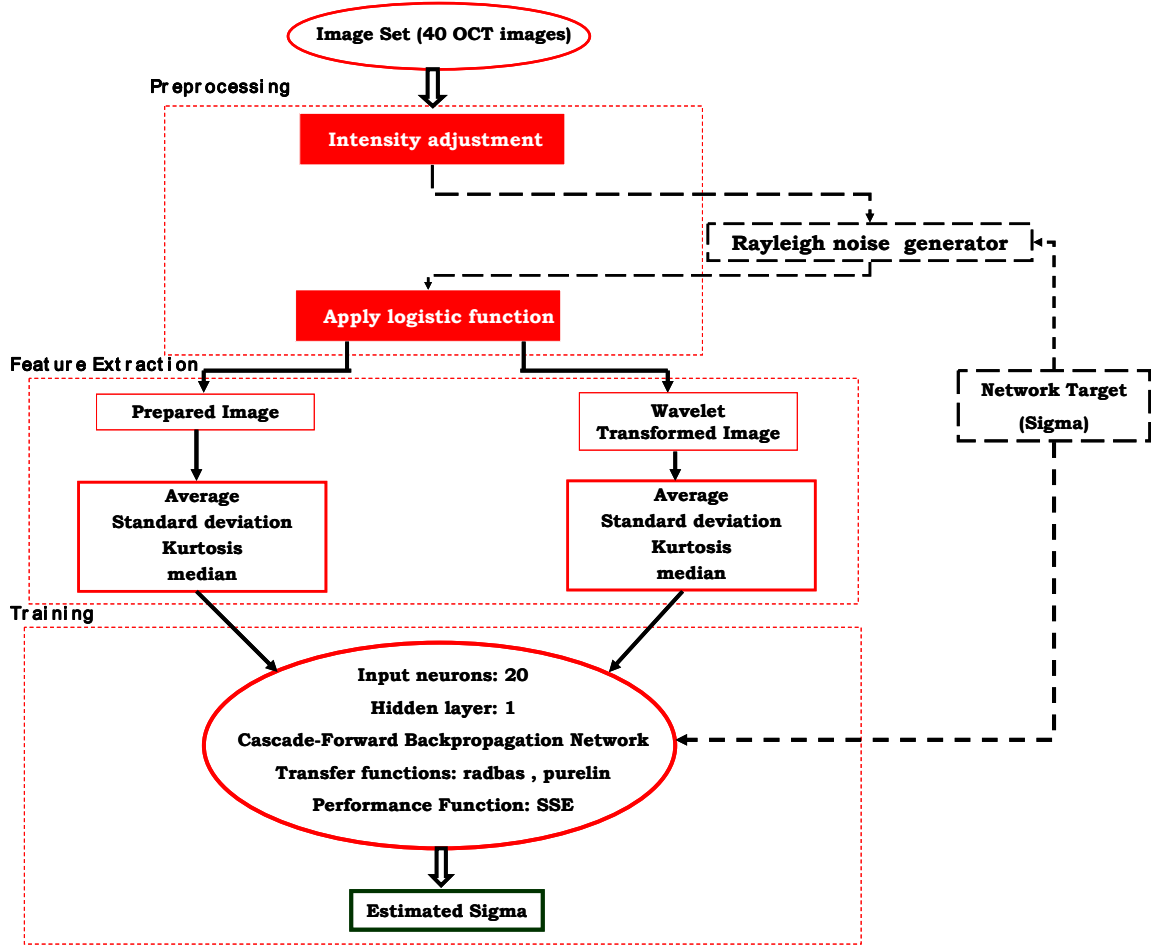 Image Set (40 OCT images)
Preprocessing
Intensity adjustment
Rayleigh noise generator
Apply logistic function
Feature Extraction
Prepared Image
Wavelet
Transformed Image
Network Target
(Sigma)
Average
Standard deviation
Kurtosis
median
Average
Standard deviation
Kurtosis
median
Training
Input neurons: 20
Hidden layer: 1
Cascade-Forward Backpropagation Network
Transfer functions: radbas , purelin
Performance Function: SSE
Estimated Sigma